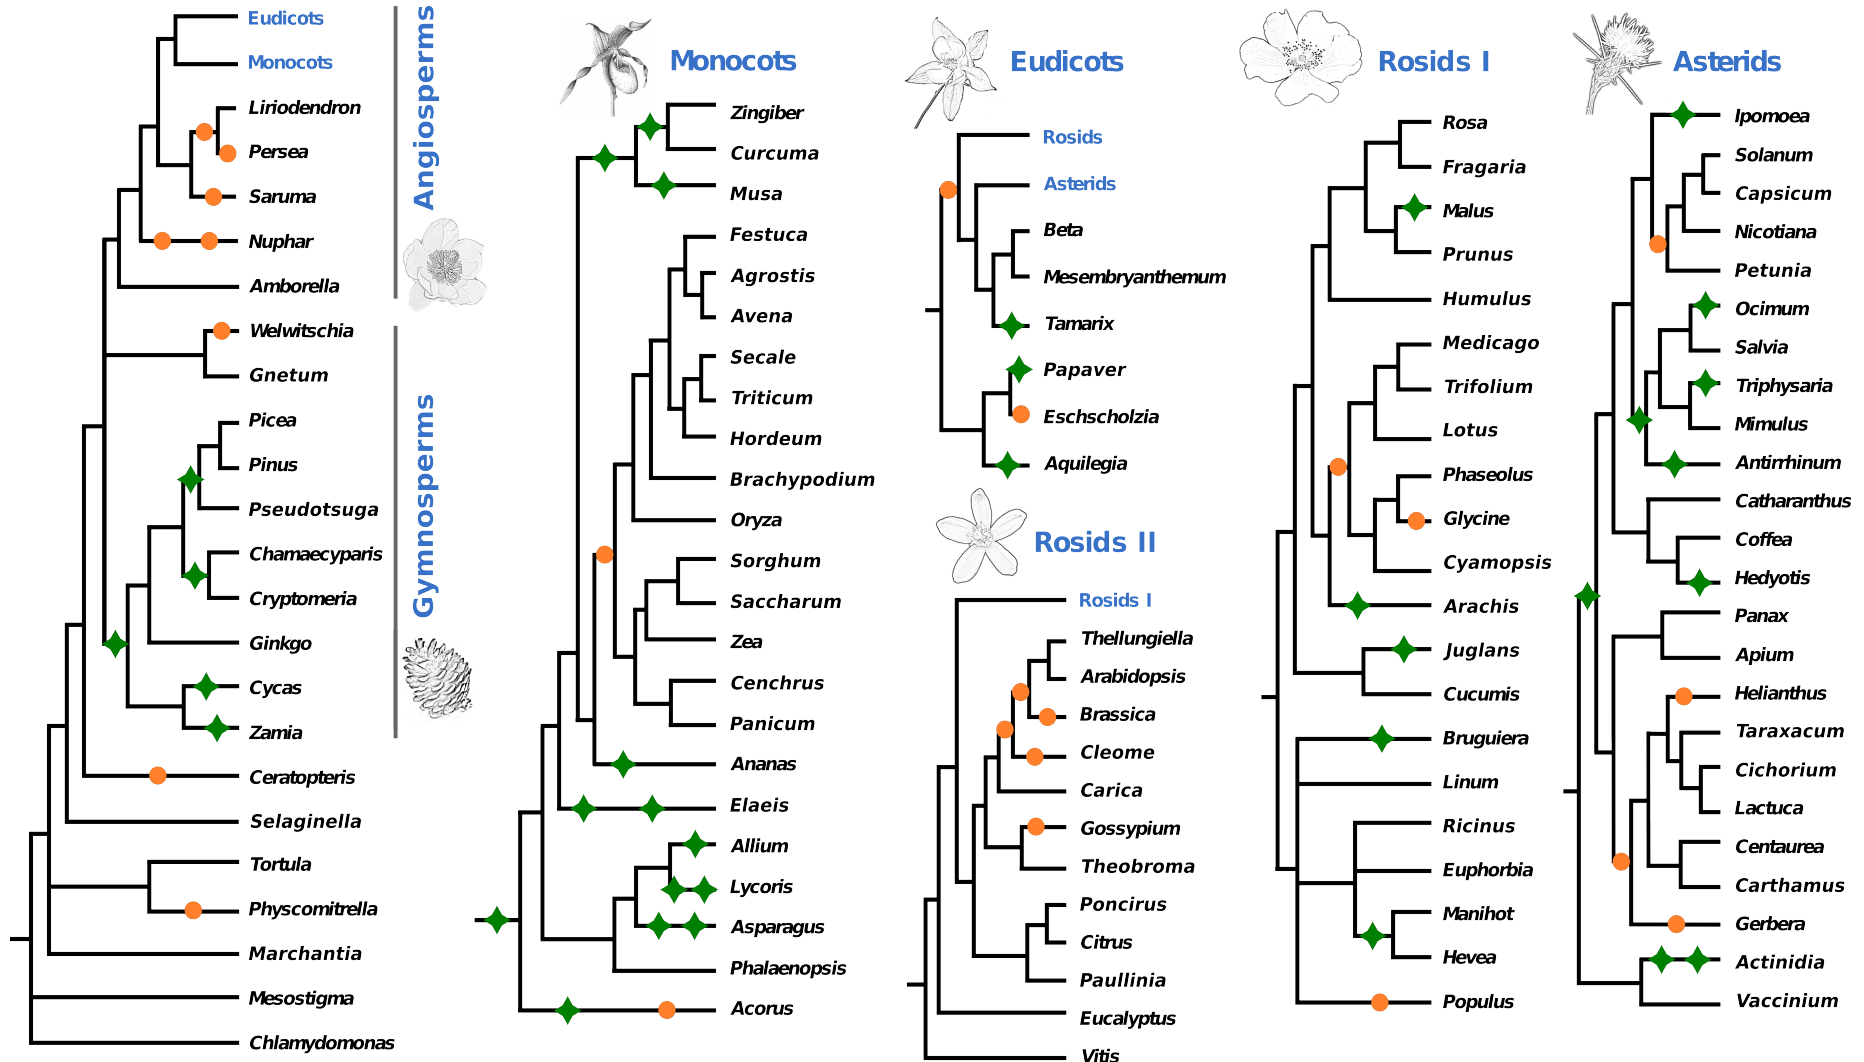 Eudicots
Monocots
Liriodendron
Persea
Saruma
Nuphar
Amborella
Welwitschia
Gnetum
Picea
Pinus
Pseudotsuga
Chamaecyparis
Cryptomeria
Ginkgo
Cycas
Zamia
Ceratopteris
Selaginella
Tortula
Physcomitrella
Marchantia
Mesostigma
Chlamydomonas
Angiosperms
Gymnosperms
Monocots
Zingiber
Curcuma
Musa
Festuca
Agrostis
Avena
Secale
Triticum
Hordeum
Brachypodium
Oryza
Sorghum
Saccharum
Zea
Cenchrus
Panicum
Ananas
Elaeis
Allium
Lycoris
Asparagus
Phalaenopsis
Acorus
Eudicots
Rosids
Asterids
Beta
Mesembryanthemum
Tamarix
Papaver
Eschscholzia
Aquilegia
Rosids II
Rosids I
Thellungiella
Arabidopsis
Brassica
Cleome
Carica
Gossypium
Theobroma
Poncirus
Citrus
Paullinia
Eucalyptus
Vitis
Rosids I
Rosa
Fragaria
Malus
Prunus
Humulus
Medicago
Trifolium
Lotus
Phaseolus
Glycine
Cyamopsis
Arachis
Juglans
Cucumis
Bruguiera
Linum
Ricinus
Euphorbia
Manihot
Hevea
Populus
Asterids
Ipomoea
Solanum
Capsicum
Nicotiana
Petunia
Ocimum
Salvia
Triphysaria
Mimulus
Antirrhinum
Catharanthus
Coffea
Hedyotis
Panax
Apium
Helianthus
Taraxacum
Cichorium
Lactuca
Centaurea
Carthamus
Gerbera
Actinidia
Vaccinium